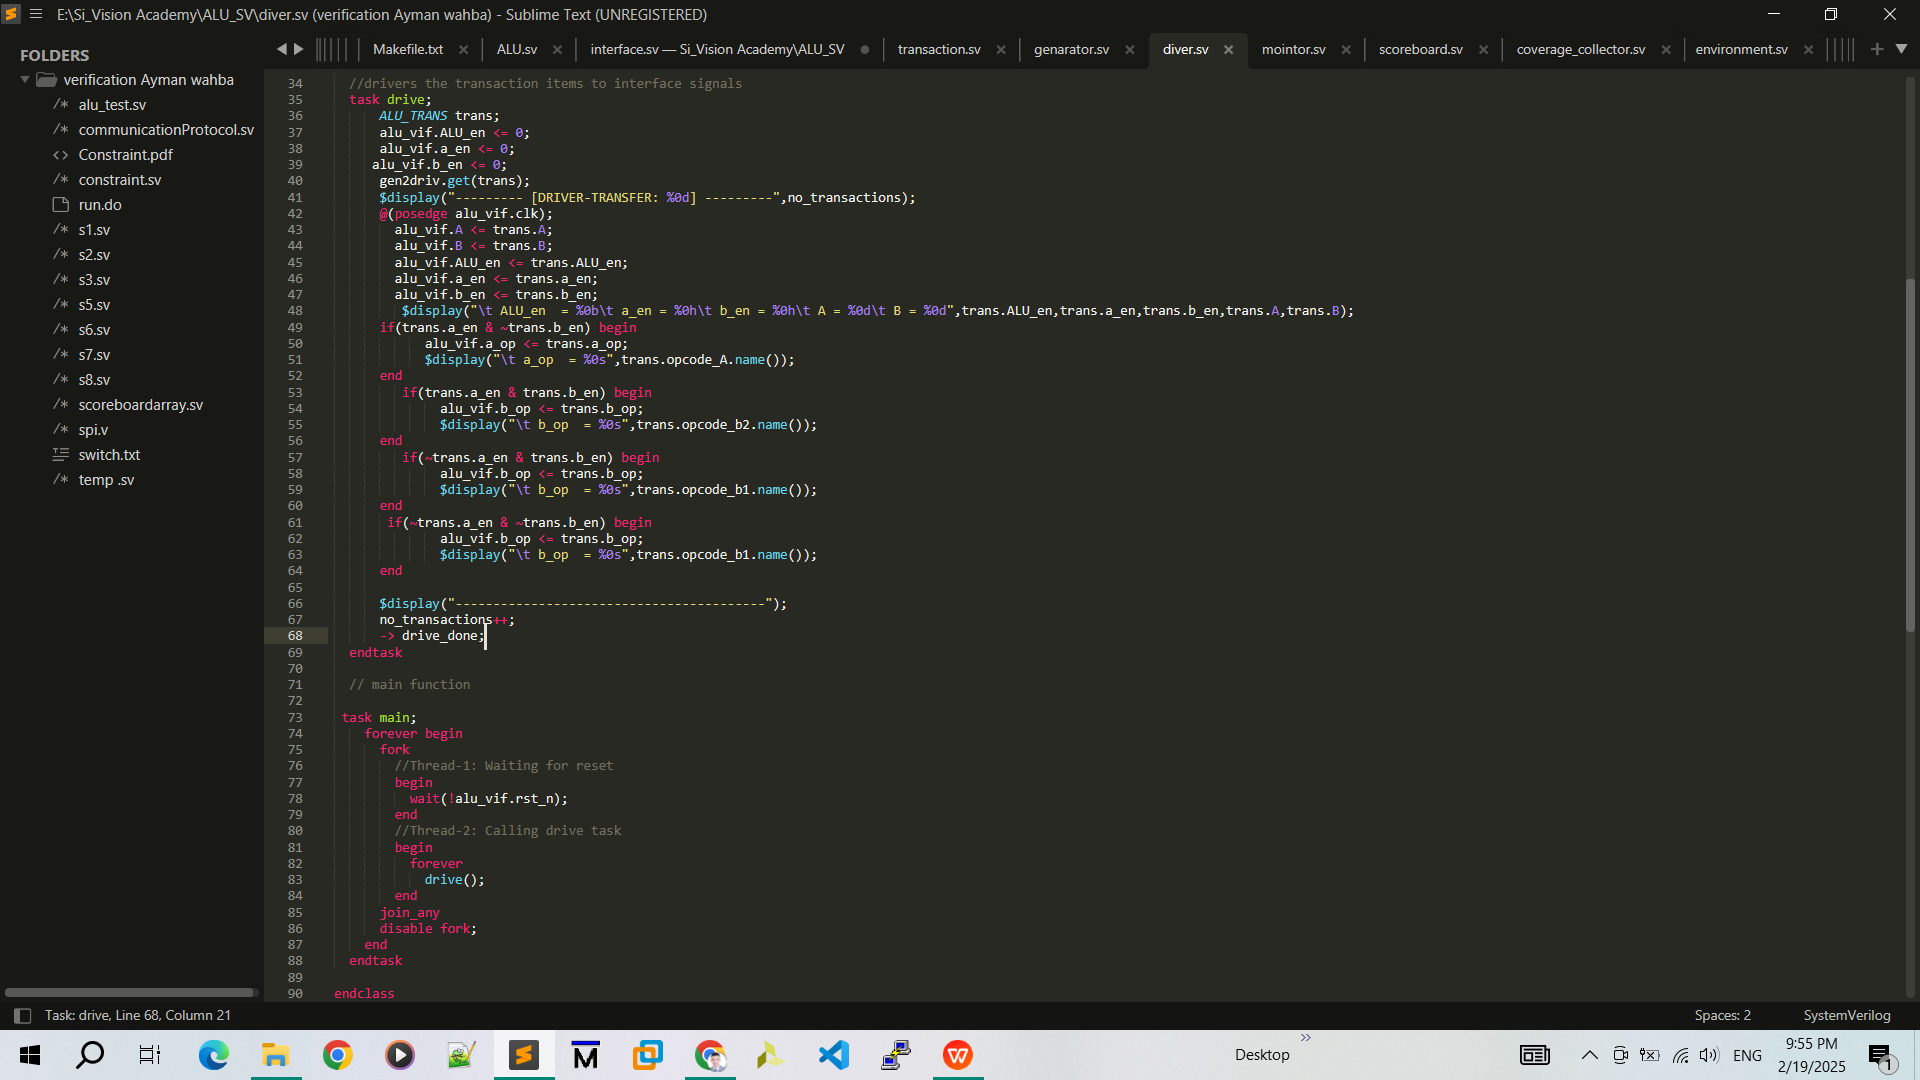 E:\Si_Vision Academy\ALU_SV\diver.sv (verification Ayman wahba) - Sublime Text (UNREGISTERED)
FOLDERS
verification Ayman wahba
alu_test.sv
communicationProtocol.sv
Constraint.pdf
constraint.sv
run.do
s1.sv
s2.sv
s3.sv
s5.sv
s6.sv
s7.sv
s8.sv
scoreboardarray.sv
spi.v
switch.txt
temp .sv
Makefile.txt ALU.sv interface.sv — Si_Vision Academy\ALU_SV transaction.sv genarator.sv diver.sv mointor.sv scoreboard.sv coverage_collector.sv environment.sv
34 //drivers the transaction items to interface signals
35 task drive;
36 ALU_TRANS trans;
37 alu_vif.ALU_en <= 0;
38 alu_vif.a_en <= 0;
39 alu_vif.b_en <= 0;
40 gen2driv.get(trans);
41 $display("--------- [DRIVER-TRANSFER: %0d] ---------",no_transactions);
42 @(posedge alu_vif.clk);
43 alu_vif.A <= trans.A;
44 alu_vif.B <= trans.B;
45 alu_vif.ALU_en <= trans.ALU_en;
46 alu_vif.a_en <= trans.a_en;
47 alu_vif.b_en <= trans.b_en;
48 $display("\t ALU_en  = %0b\t a_en = %0h\t b_en = %0h\t A = %0d\t B = %0d",trans.ALU_en,trans.a_en,trans.b_en,trans.A,trans.B);
49 if(trans.a_en & ~trans.b_en) begin
50 alu_vif.a_op <= trans.a_op;
51 $display("\t a_op  = %0s",trans.opcode_A.name());
52 end
53 if(trans.a_en & trans.b_en) begin
54 alu_vif.b_op <= trans.b_op;
55 $display("\t b_op  = %0s",trans.opcode_b2.name());
56 end
57 if(~trans.a_en & trans.b_en) begin
58 alu_vif.b_op <= trans.b_op;
59 $display("\t b_op  = %0s",trans.opcode_b1.name());
60 end
61 if(~trans.a_en & ~trans.b_en) begin
62 alu_vif.b_op <= trans.b_op;
63 $display("\t b_op  = %0s",trans.opcode_b1.name());
64 end
65
66 $display("-----------------------------------------");
67 no_transactions++;
68 -> drive_done;
69 endtask
70
71 // main function
72
73 task main;
74 forever begin
75 fork
76 //Thread-1: Waiting for reset
77 begin
78 wait(!alu_vif.rst_n);
79 end
80 //Thread-2: Calling drive task
81 begin
82 forever
83 drive();
84 end
85 join_any
86 disable fork;
87 end
88 endtask
89
90 endclass
Task: drive, Line 68, Column 21
Spaces: 2
SystemVerilog
Desktop
ENG
9:55 PM
2/19/2025
1